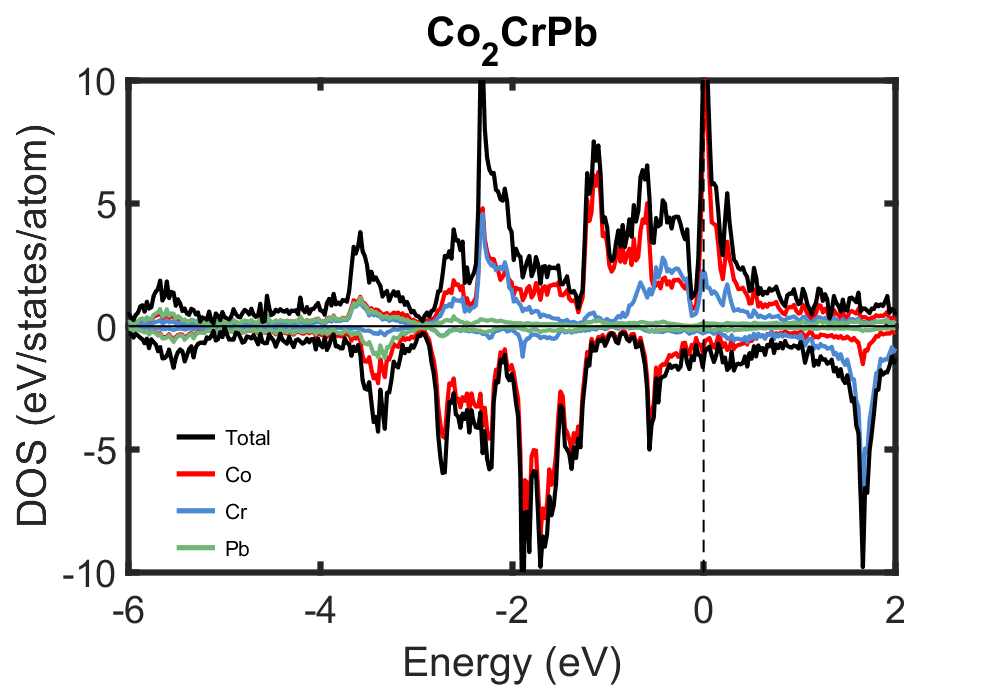 Co2CrPb
DOS (eV/states/atom)
10
5
0
-5
-10
Total
Co
Cr
Pb
-6 -4 -2 0 2
Energy (eV)